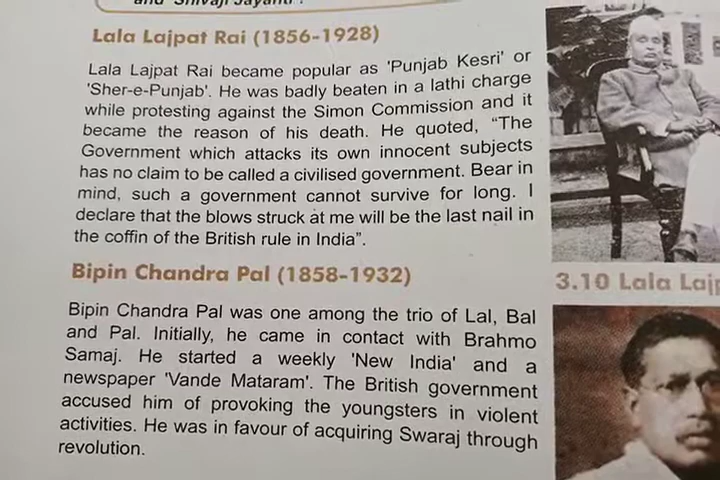 and 'Shivaji Jayanti'.
Lala Lajpat Rai (1856-1928)
Lala Lajpat Rai became popular as 'Punjab Kesri' or
'Sher-e-Punjab'. He was badly beaten in a lathi charge
while protesting against the Simon Commission and it
became the reason of his death. He quoted, “The
Government which attacks its own innocent subjects
has no claim to be called a civilised government. Bear in
mind, such a government cannot survive for long. I
declare that the blows struck at me will be the last nail in
the coffin of the British rule in India”.
3.10 Lala Laj
Bipin Chandra Pal (1858-1932)
Bipin Chandra Pal was one among the trio of Lal, Bal
and Pal. Initially, he came in contact with Brahmo
Samaj. He started a weekly 'New India' and a
newspaper 'Vande Mataram'. The British government
accused him of provoking the youngsters in violent
activities. He was in favour of acquiring Swaraj through
revolution.